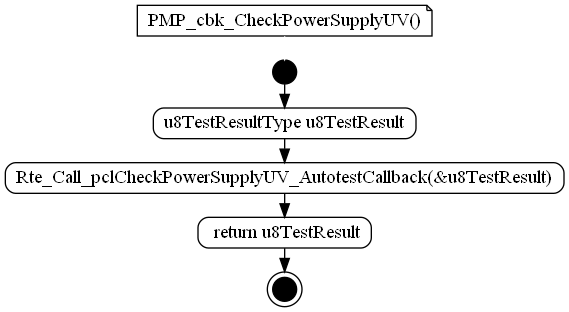 PMP_cbk_CheckPowerSupplyUV()
u8TestResultType u8TestResult
Rte_Call_pclCheckPowerSupplyUV_AutotestCallback(&u8TestResult)
return u8TestResult